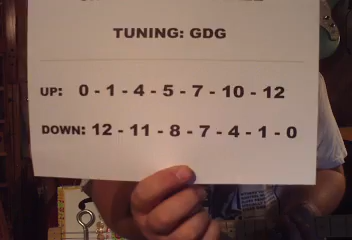 TUNING: GDG
UP: 0 - 1 - 4 - 5 - 7 - 10 - 12
DOWN: 12 - 11 - 8 - 7 - 4 - 1 - 0